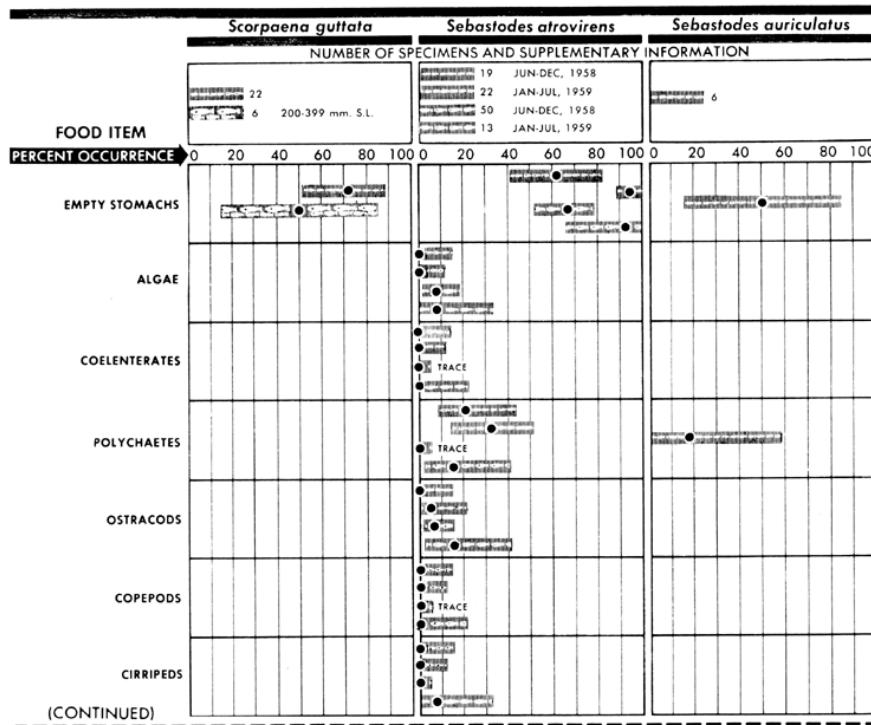 Scorpaena guttata Sebastodes atrovirens Sebastodes auriculatus
NUMBER OF SPECIMENS AND SUPPLEMENTARY INFORMATION
19 JUN-DEC, 1958
22 22 JAN-JUL, 1959 6
6 200-399 mm. S.L. 50 JUN-DEC, 1958
13 JAN-JUL, 1959
FOOD ITEM
PERCENT OCCURRENCE 0 20 40 60 80 100 0 20 40 60 80 100 0 20 40 60 80 100
EMPTY STOMACHS
ALGAE
COELENTERATES
TRACE
POLYCHAETES
TRACE
OSTRACODS
COPEPODS
TRACE
CIRRIPEDS
(CONTINUED)